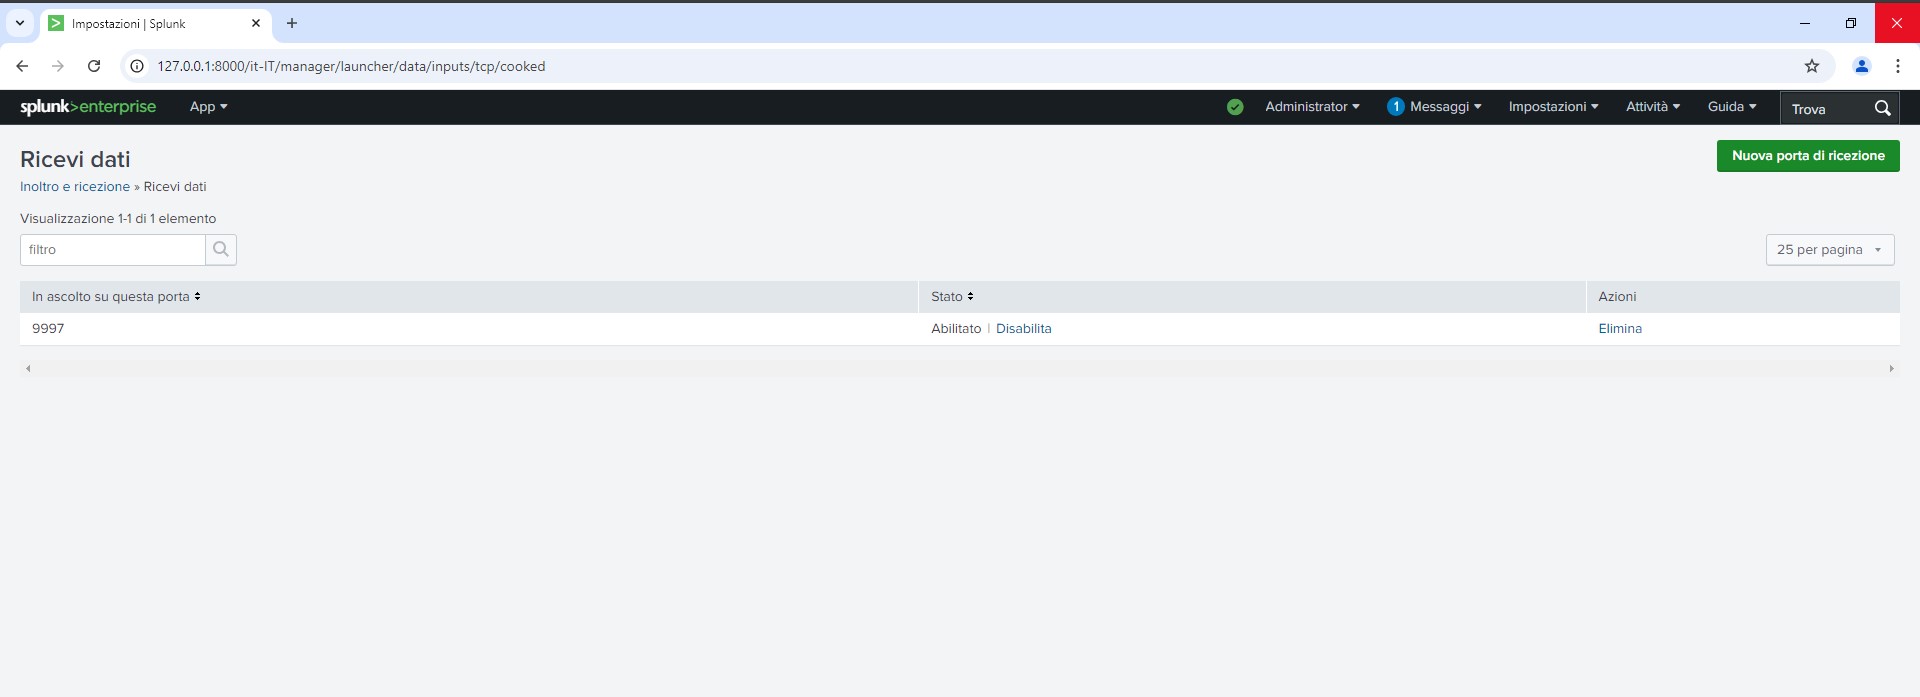 Impostazioni | Splunk
127.0.0.1:8000/it-IT/manager/launcher/data/inputs/tcp/cooked
splunk>enterprise App Administrator 1 Messaggi Impostazioni Attività Guida Trova
Ricevi dati
Nuova porta di ricezione
Inoltro e ricezione » Ricevi dati
Visualizzazione 1-1 di 1 elemento
filtro
25 per pagina
In ascolto su questa porta Stato Azioni
9997 Abilitato | Disabilita Elimina